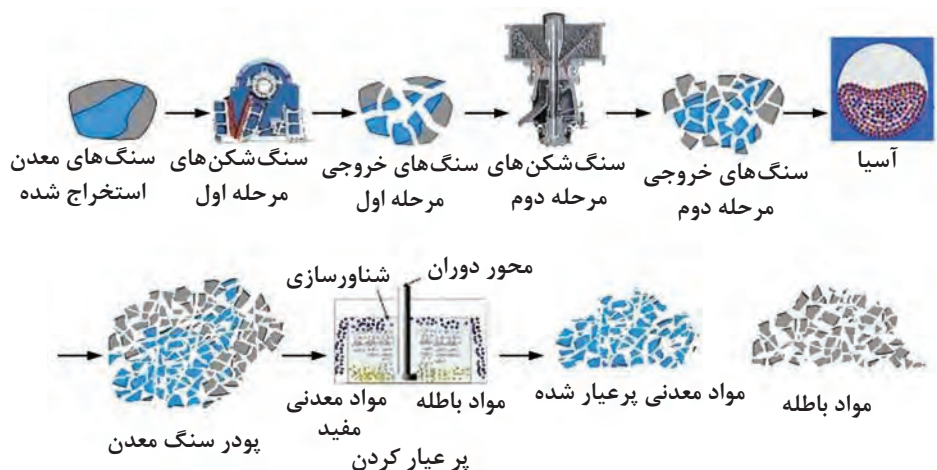 سنگ‌های معدن
استخراج شده
سنگ‌شکن‌های
مرحله اول
سنگ‌های خروجی
مرحله اول
سنگ‌شکن‌های
مرحله دوم
سنگ‌های خروجی
مرحله دوم
آسیا
شناورسازی
محور دوران
پودر سنگ معدن
مواد معدنی
مفید
مواد باطله
پر عیار کردن
مواد معدنی پرعیار شده
مواد باطله